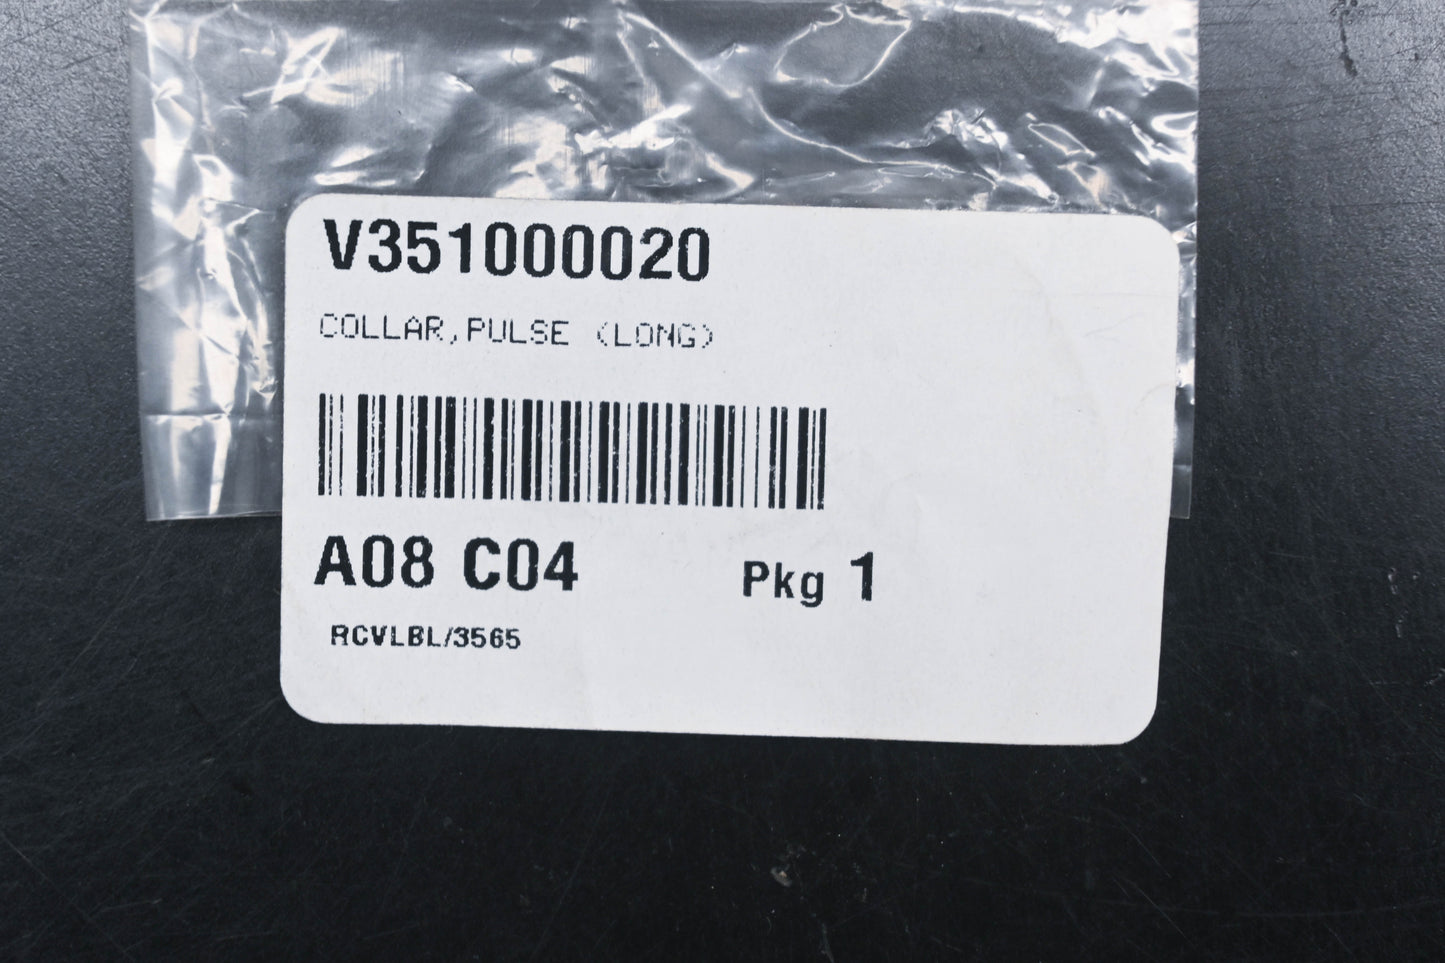 V351000020
COLLAR,PULSE (LONG)
A08 C04 Pkg 1
RCVLBL/3565